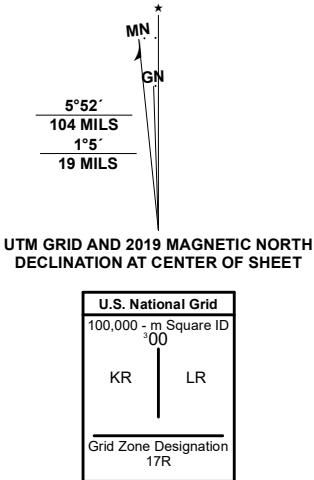 MN
GN
5°52´
104 MILS
1°5´
19 MILS
UTM GRID AND 2019 MAGNETIC NORTH
DECLINATION AT CENTER OF SHEET
U.S. National Grid
100,000 - m Square ID
³00
KR LR
Grid Zone Designation
17R